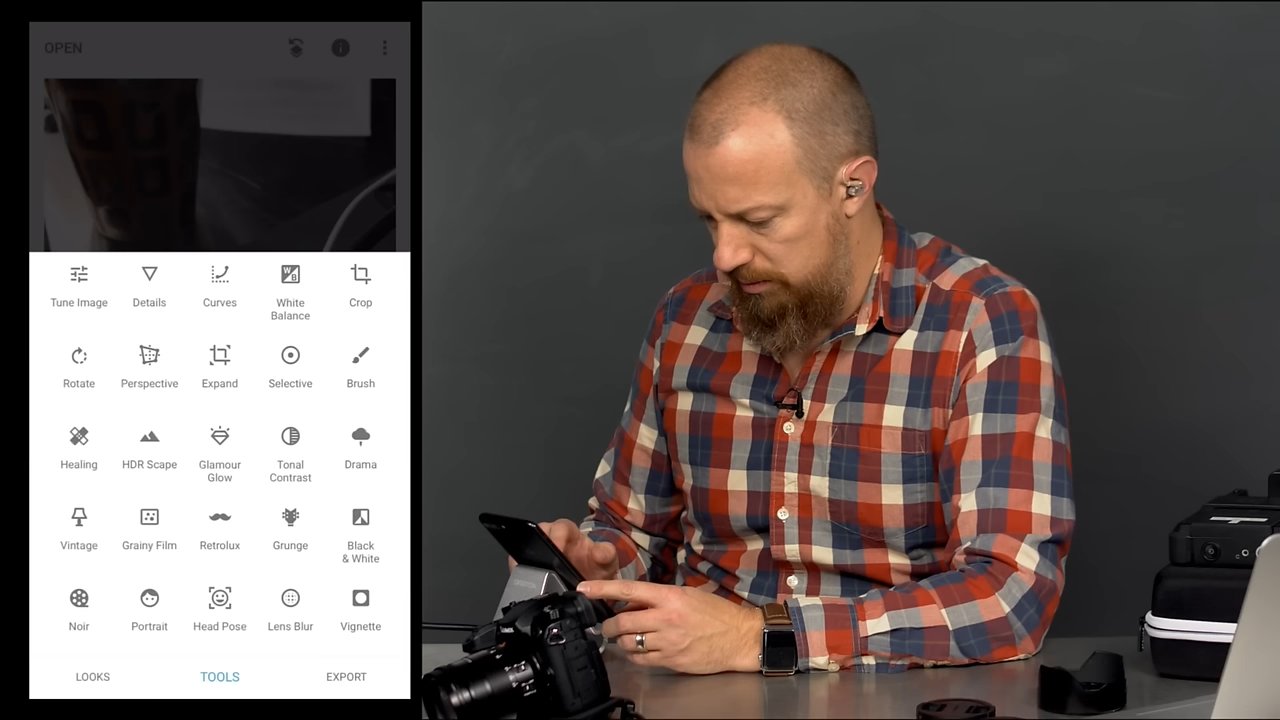 OPEN
Tune Image
Details
Curves
White
Balance
Crop
Rotate
Perspective
Expand
Selective
Brush
Healing
HDR Scape
Glamour
Glow
Tonal
Contrast
Drama
Vintage
Grainy Film
Retrolux
Grunge
Black
& White
Noir
Portrait
Head Pose
Lens Blur
Vignette
LOOKS
TOOLS
EXPORT